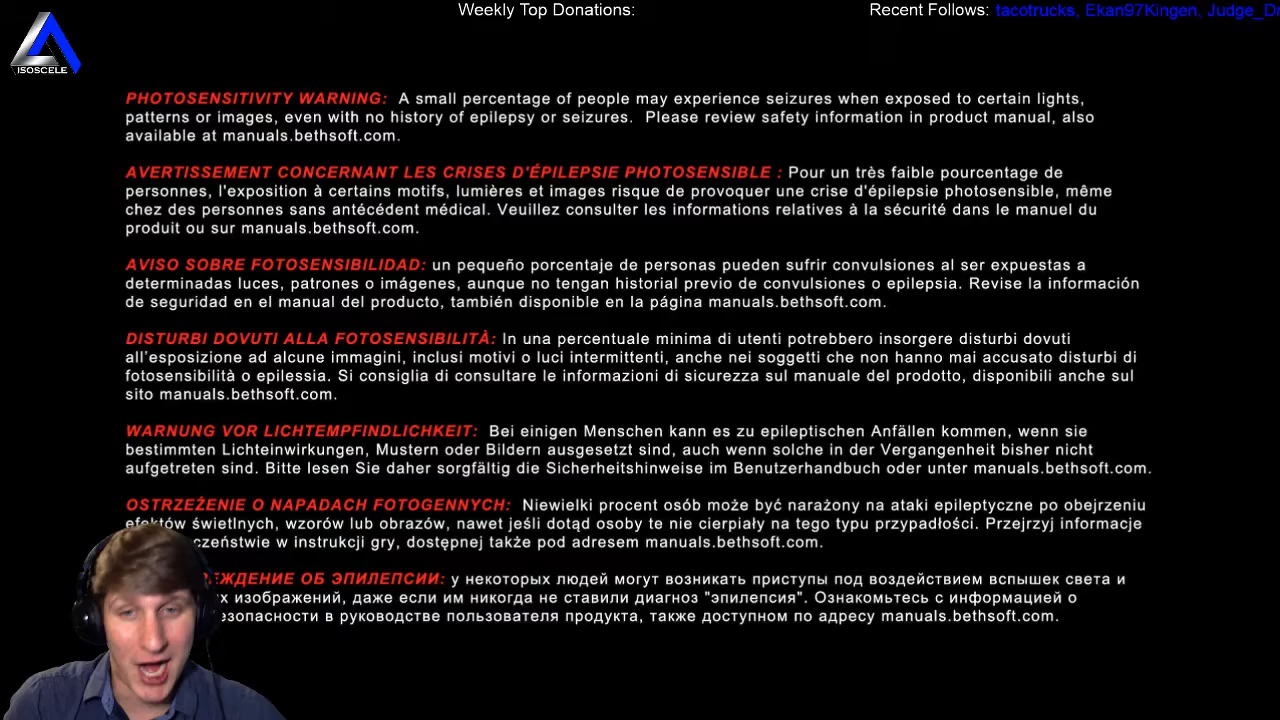 Weekly Top Donations:
Recent Follows: tacotrucks, Ekan97Kingen,
ISOSCELE
PHOTOSENSITIVITY WARNING: A small percentage of people may experience seizures when exposed to certain lights,
patterns or images, even with no history of epilepsy or seizures. Please review safety information in product manual, also
available at manuals.bethsoft.com.
AVERTISSEMENT CONCERNANT LES CRISES D'ÉPILEPSIE PHOTOSENSIBLE : Pour un très faible pourcentage de
personnes, l'exposition à certains motifs, lumières et images risque de provoquer une crise d'épilepsie photosensible, même
chez des personnes sans antécédent médical. Veuillez consulter les informations relatives à la sécurité dans le manuel du
produit ou sur manuals.bethsoft.com.
AVISO SOBRE FOTOSENSIBILIDAD: un pequeño porcentaje de personas pueden sufrir convulsiones al ser expuestas a
determinadas luces, patrones o imágenes, aunque no tengan historial previo de convulsiones o epilepsia. Revise la información
de seguridad en el manual del producto, también disponible en la página manuals.bethsoft.com.
DISTURBI DOVUTI ALLA FOTOSENSIBILITÀ: In una percentuale minima di utenti potrebbero insorgere disturbi dovuti
all'esposizione ad alcune immagini, inclusi motivi o luci intermittenti, anche nei soggetti che non hanno mai accusato disturbi di
fotosensibilità o epilessia. Si consiglia di consultare le informazioni di sicurezza sul manuale del prodotto, disponibili anche sul
sito manuals.bethsoft.com.
WARNUNG VOR LICHTEMPFINDLICHKEIT: Bei einigen Menschen kann es zu epileptischen Anfällen kommen, wenn sie
bestimmten Lichteinwirkungen, Mustern oder Bildern ausgesetzt sind, auch wenn solche in der Vergangenheit bisher nicht
aufgetreten sind. Bitte lesen Sie daher sorgfältig die Sicherheitshinweise im Benutzerhandbuch oder unter manuals.bethsoft.com.
OSTRZEŻENIE O NAPADACH FOTOGENNYCH: Niewielki procent osób może być narażony na ataki epileptyczne po obejrzeniu
efektów świetlnych, wzorów lub obrazów, nawet jeśli dotąd osoby te nie cierpiały na tego typu przypadłości. Przejrzyj informacje
w instrukcji gry, dostępnej także pod adresem manuals.bethsoft.com.
ОБ ЭПИЛЕПСИИ: у некоторых людей могут возникать приступы под воздействием вспышек света и
изображений, даже если им никогда не ставили диагноз "эпилепсия". Ознакомьтесь с информацией о
в руководстве пользователя продукта, также доступном по адресу manuals.bethsoft.com.